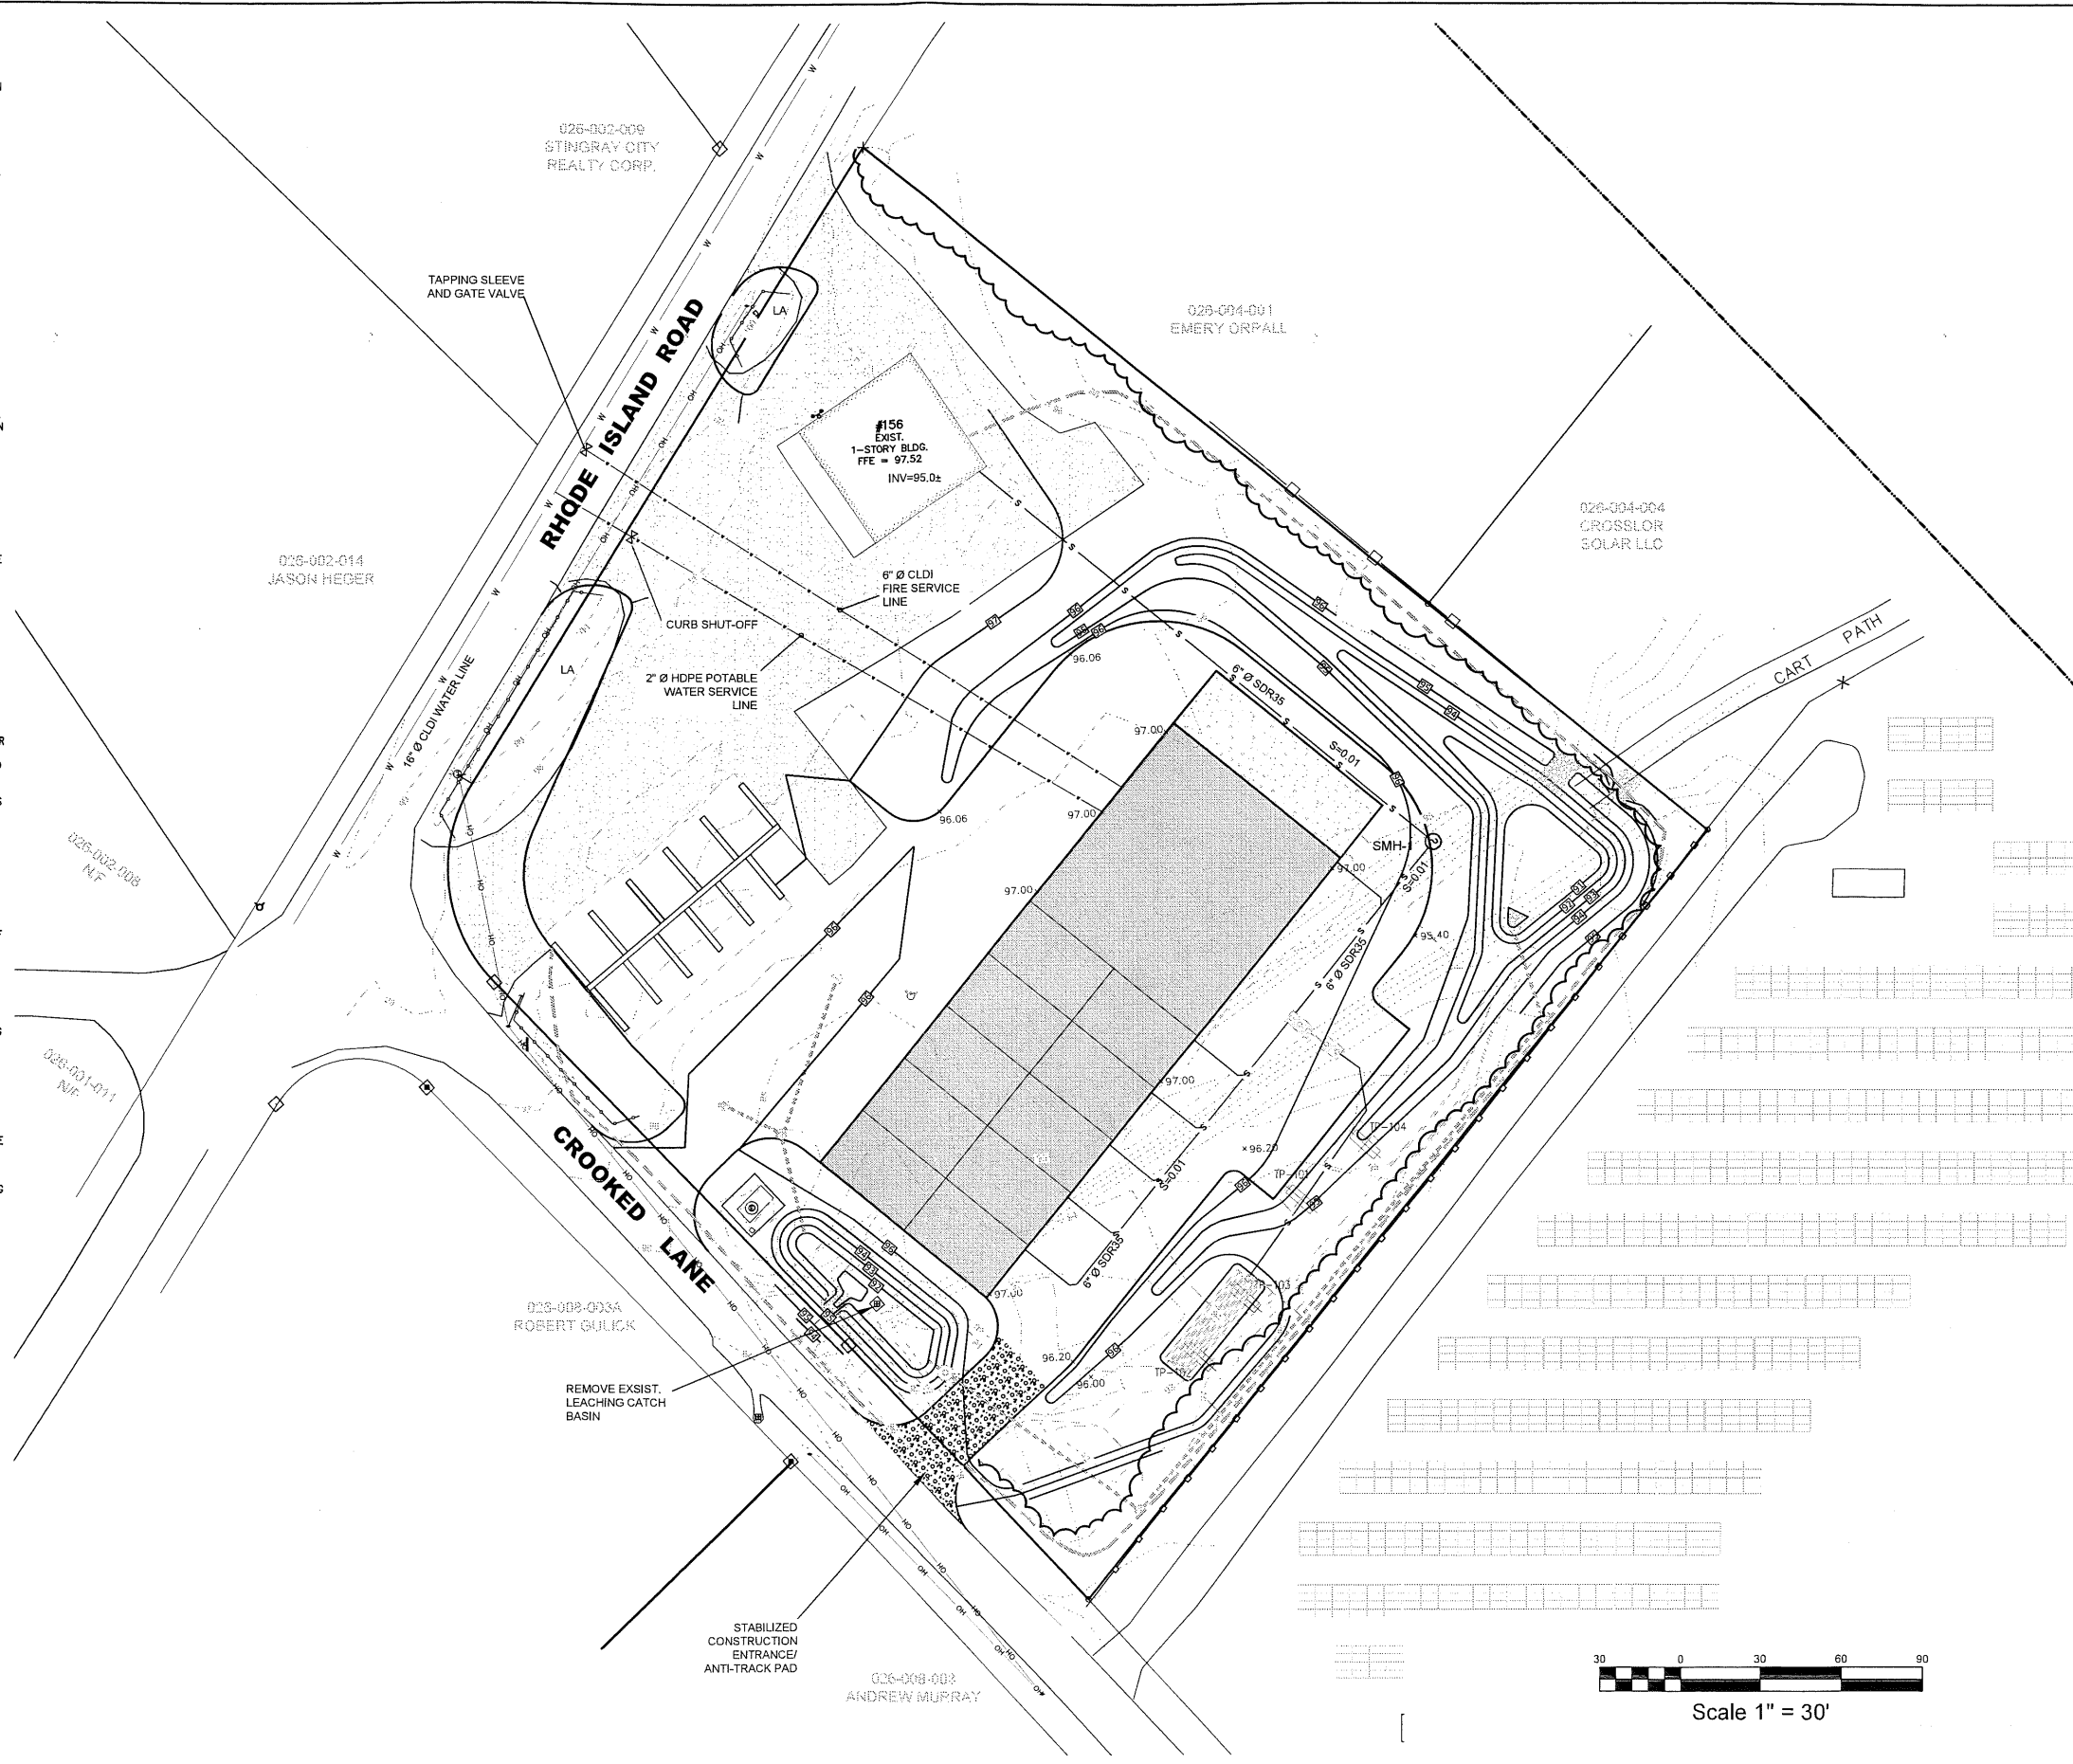 026-002-009
STINGRAY CITY
REALTY CORP.
TAPPING SLEEVE
AND GATE VALVE
RHODE ISLAND ROAD
LA
026-004-001
EMERY ORPALL
#156
EXIST.
1-STORY BLDG.
FFE = 97.52
INV=95.0±
026-004-004
CROSSLOR
SOLAR LLC
026-002-014
JASON HEGER
6" Ø CLDI
FIRE SERVICE
LINE
CURB SHUT-OFF
2" Ø HDPE POTABLE
WATER SERVICE
LINE
LA
16" Ø CLDI WATER LINE
CART PATH
97
96.06
6" Ø SDR35
S=0.01
97.00
96.06
97.00
SMH-1
97.00
S=0.01
97.00
95.40
6" Ø SDR35
026-002-008
N/F
026-001-011
N/F
97.00
TP-104
96.20
TP-101
S=0.01
CROOKED LANE
6" Ø SDR35
97.00
TP-103
96.20
96.00
TP-102
026-008-003A
ROBERT GULICK
REMOVE EXSIST.
LEACHING CATCH
BASIN
STABILIZED
CONSTRUCTION
ENTRANCE/
ANTI-TRACK PAD
026-008-003
ANDREW MURRAY
30 0 30 60 90
Scale 1" = 30'